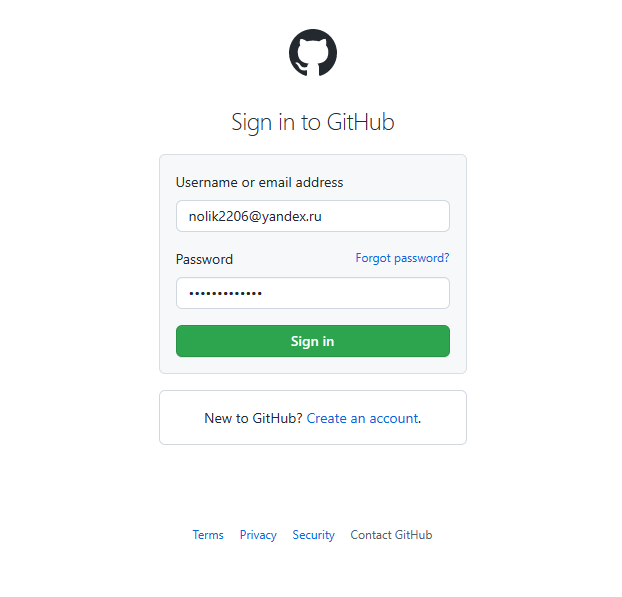 Sign in to GitHub
Username or email address
nolik2206@yandex.ru
Password Forgot password?
•••••••••••••
Sign in
New to GitHub? Create an account.
Terms Privacy Security Contact GitHub